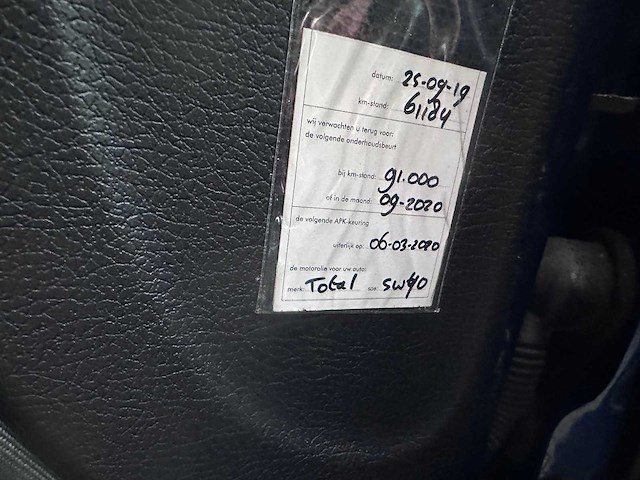 datum: 25-09-19
km-stand: 61184
wij verwachten u terug voor:
de volgende onderhoudsbeurt
bij km-stand: 91.000
of in de maand: 09-2020
de volgende APK-keuring
uiterlijk op: 06-03-2020
de motorolie voor uw auto:
merk: Total sae: 5W40